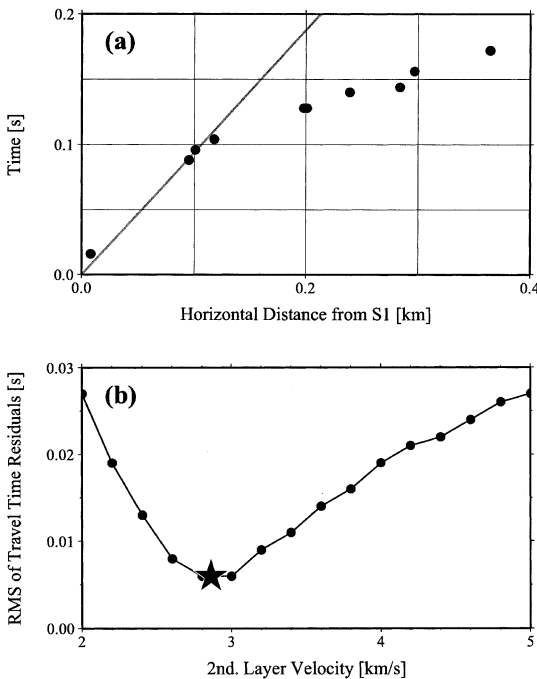 (a)
Time [s]
0.2
0.1
0.0
0.0 0.2 0.4
Horizontal Distance from S1 [km]
(b)
RMS of Travel Time Residuals [s]
0.03
0.02
0.01
0.00
2 3 4 5
2nd. Layer Velocity [km/s]